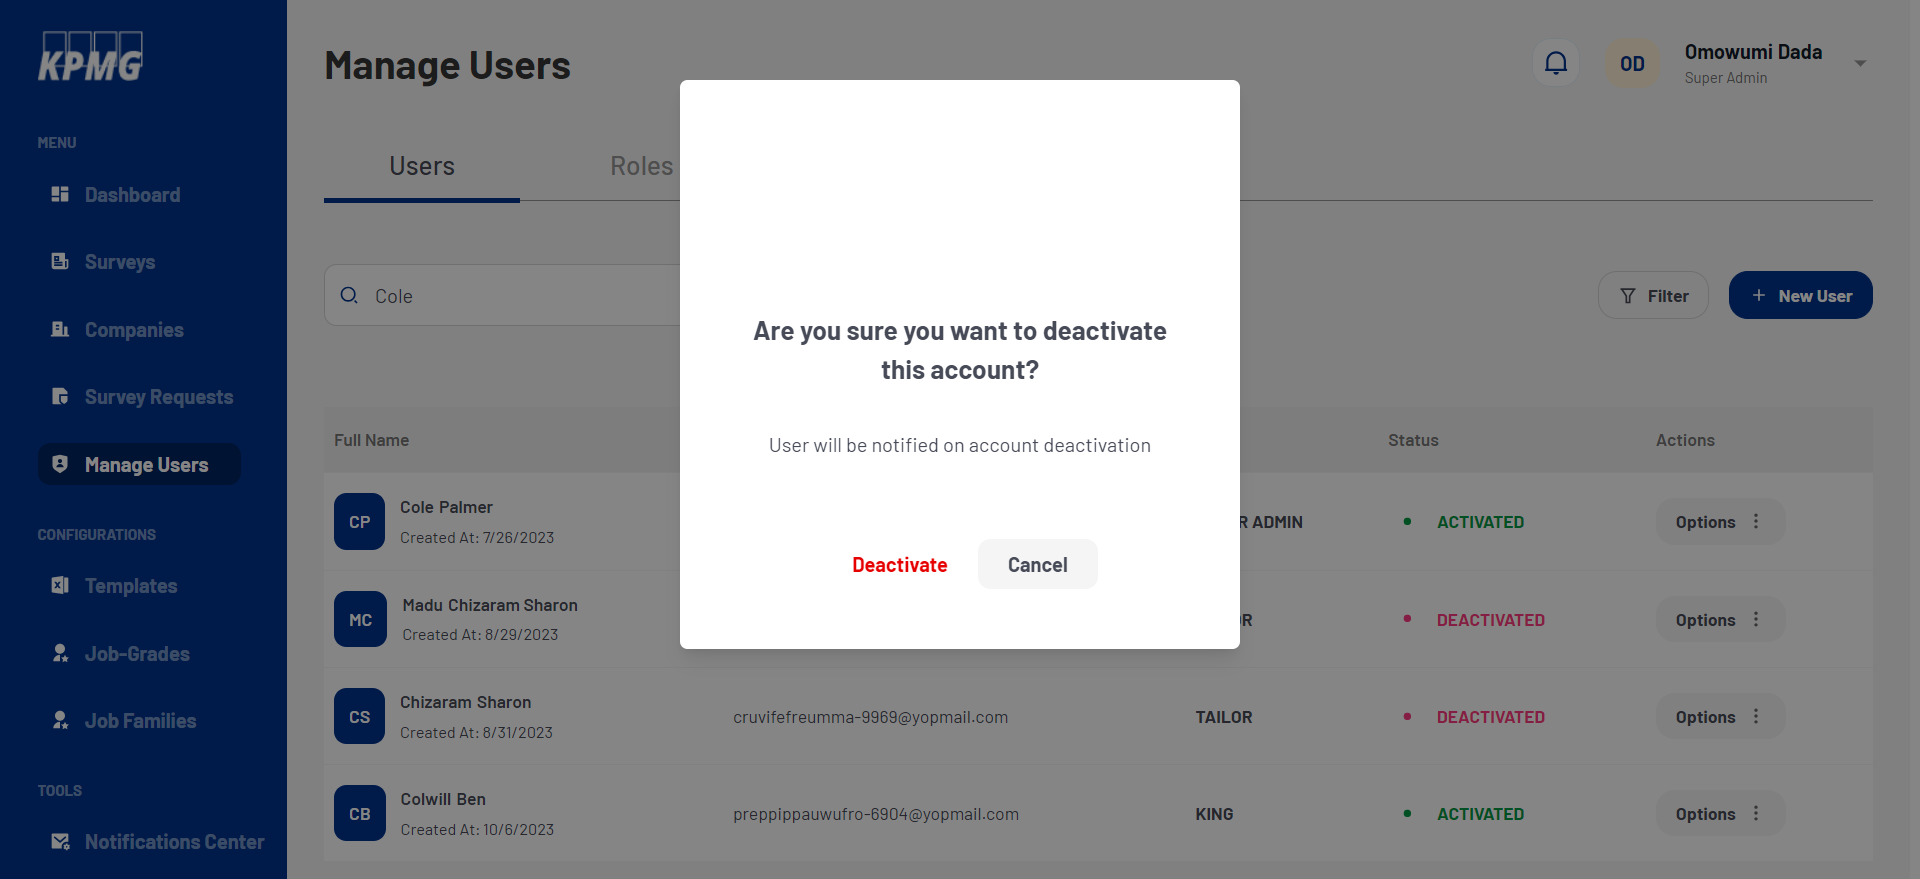 KPMG
MENU
Dashboard
Surveys
Companies
Survey Requests
Manage Users
CONFIGURATIONS
Templates
Job-Grades
Job Families
TOOLS
Notifications Center
Manage Users
OD
Omowumi Dada
Super Admin
Users
Roles
Cole
Filter
+ New User
Are you sure you want to deactivate
this account?
User will be notified on account deactivation
Deactivate
Cancel
Full Name
Status
Actions
CP
Cole Palmer
Created At: 7/26/2023
R ADMIN
ACTIVATED
Options
MC
Madu Chizaram Sharon
Created At: 8/29/2023
OR
DEACTIVATED
Options
CS
Chizaram Sharon
Created At: 8/31/2023
cruvifefreumma-9969@yopmail.com
TAILOR
DEACTIVATED
Options
CB
Colwill Ben
Created At: 10/6/2023
preppippauwufro-6904@yopmail.com
KING
ACTIVATED
Options